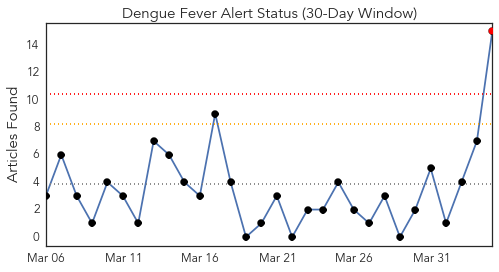 Dengue Fever Alert Status (30-Day Window)
Articles Found
14
12
10
8
6
4
2
0
Mar 06 Mar 11 Mar 16 Mar 21 Mar 26 Mar 31